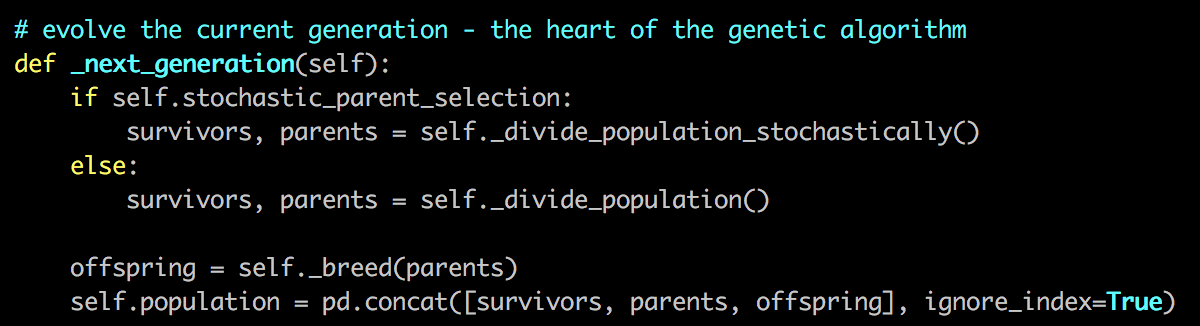 # evolve the current generation - the heart of the genetic algorithm
def _next_generation(self):
    if self.stochastic_parent_selection:
        survivors, parents = self._divide_population_stochastically()
    else:
        survivors, parents = self._divide_population()

    offspring = self._breed(parents)
    self.population = pd.concat([survivors, parents, offspring], ignore_index=True)